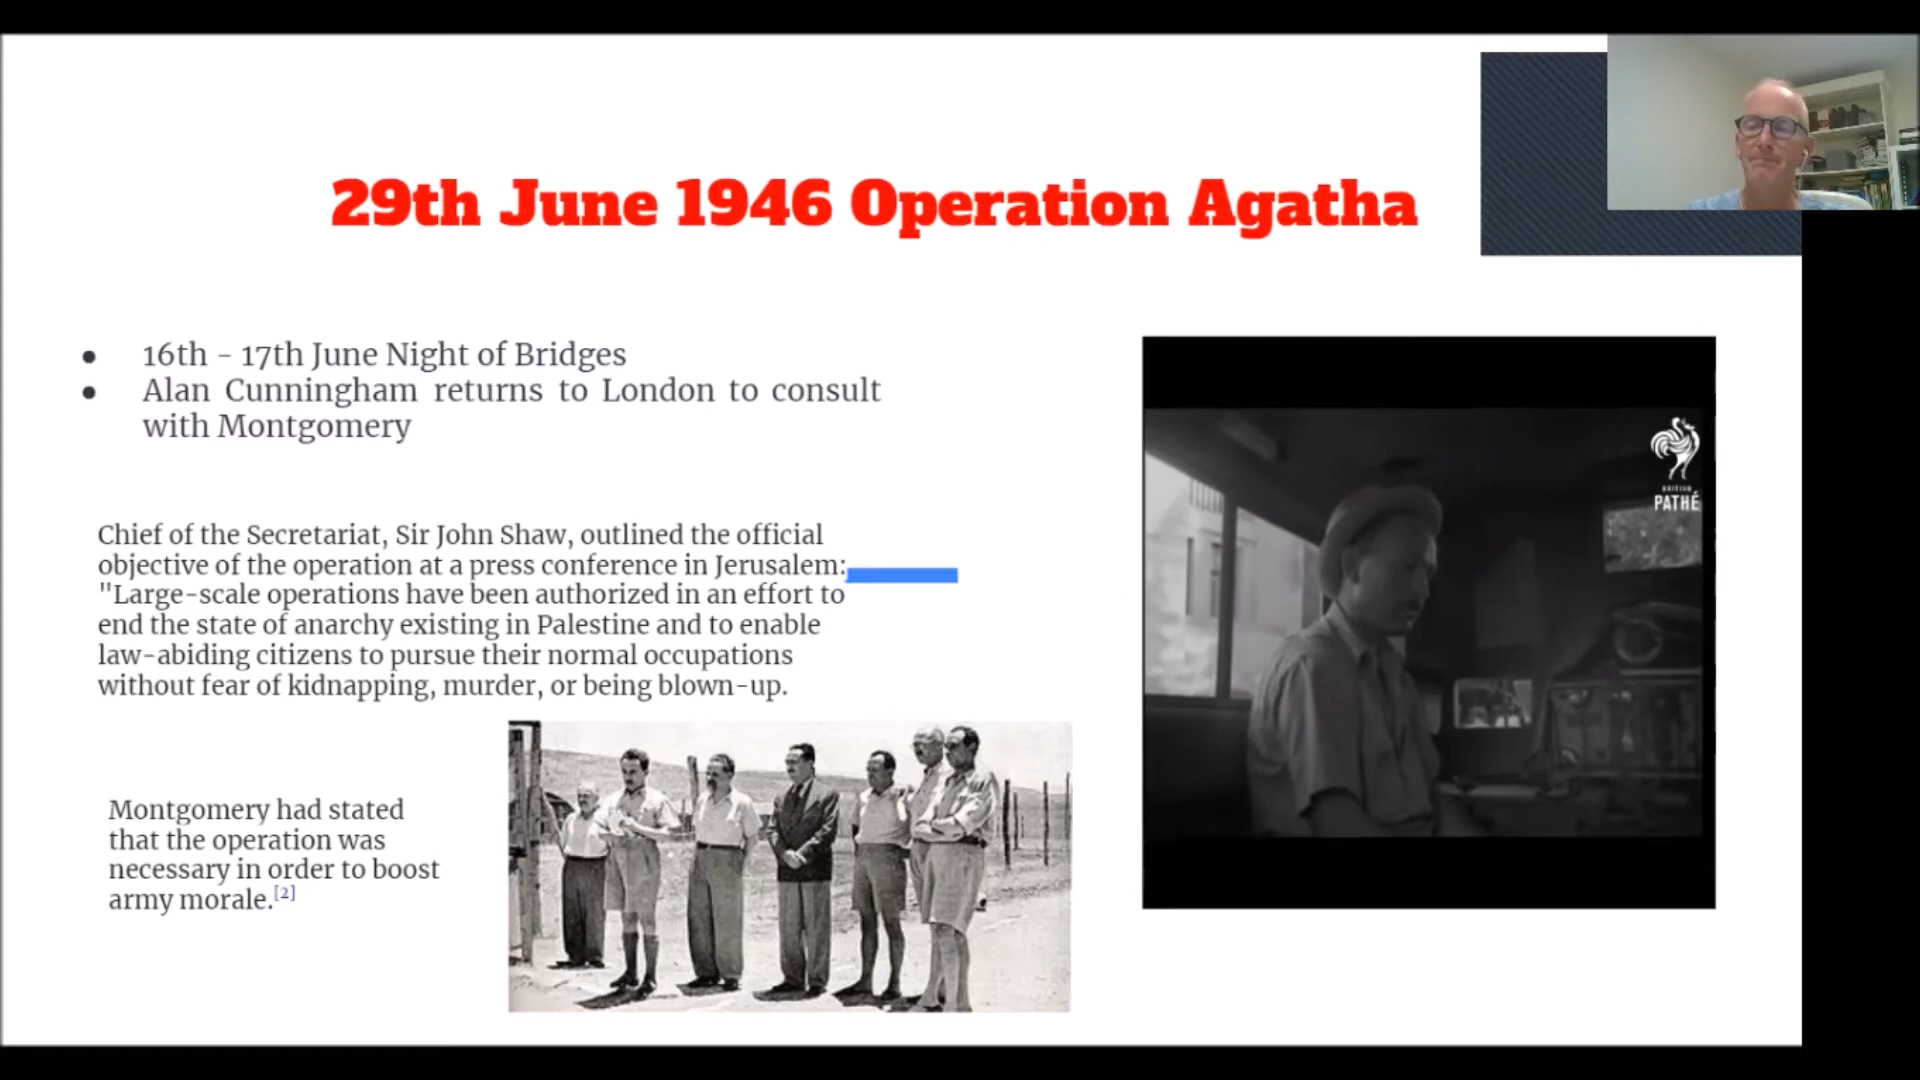 29th June 1946 Operation Agatha
● 16th - 17th June Night of Bridges
● Alan Cunningham returns to London to consult
with Montgomery
Chief of the Secretariat, Sir John Shaw, outlined the official
objective of the operation at a press conference in Jerusalem:
"Large-scale operations have been authorized in an effort to
end the state of anarchy existing in Palestine and to enable
law-abiding citizens to pursue their normal occupations
without fear of kidnapping, murder, or being blown-up.
Montgomery had stated
that the operation was
necessary in order to boost
army morale.[2]
BRITISH
PATHÉ